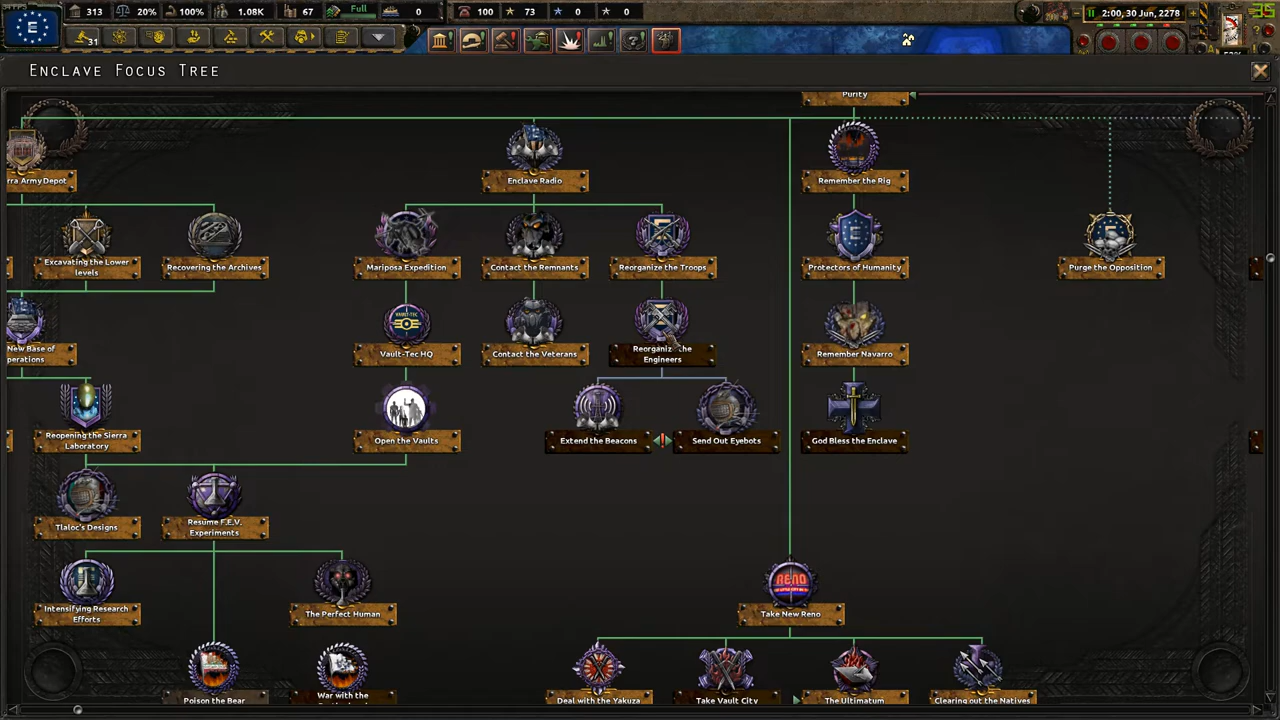 313
20%
100%
1.08K
67
Full
0
100
73
0
0
2:00, 30 Jun, 2278
31
E
ENCLAVE FOCUS TREE
Purity
rra Army Depot
Enclave Radio
Remember the Rig
Excavating the Lower
levels
Recovering the Archives
Mariposa Expedition
Contact the Remnants
Reorganize the Troops
Protectors of Humanity
Purge the Opposition
New Base of
perations
VAULT-TEC
Vault-Tec HQ
Contact the Veterans
Reorganize the
Engineers
Remember Navarro
Reopening the Sierra
Laboratory
Open the Vaults
Extend the Beacons
Send Out Eyebots
God Bless the Enclave
Tlaloc's Designs
Resume F.E.V.
Experiments
RENO
Intensifying Research
Efforts
The Perfect Human
Take New Reno
Poison the Bear
War with the
Deal with the Yakuza
Take Vault City
The Ultimatum
Clearing out the Natives